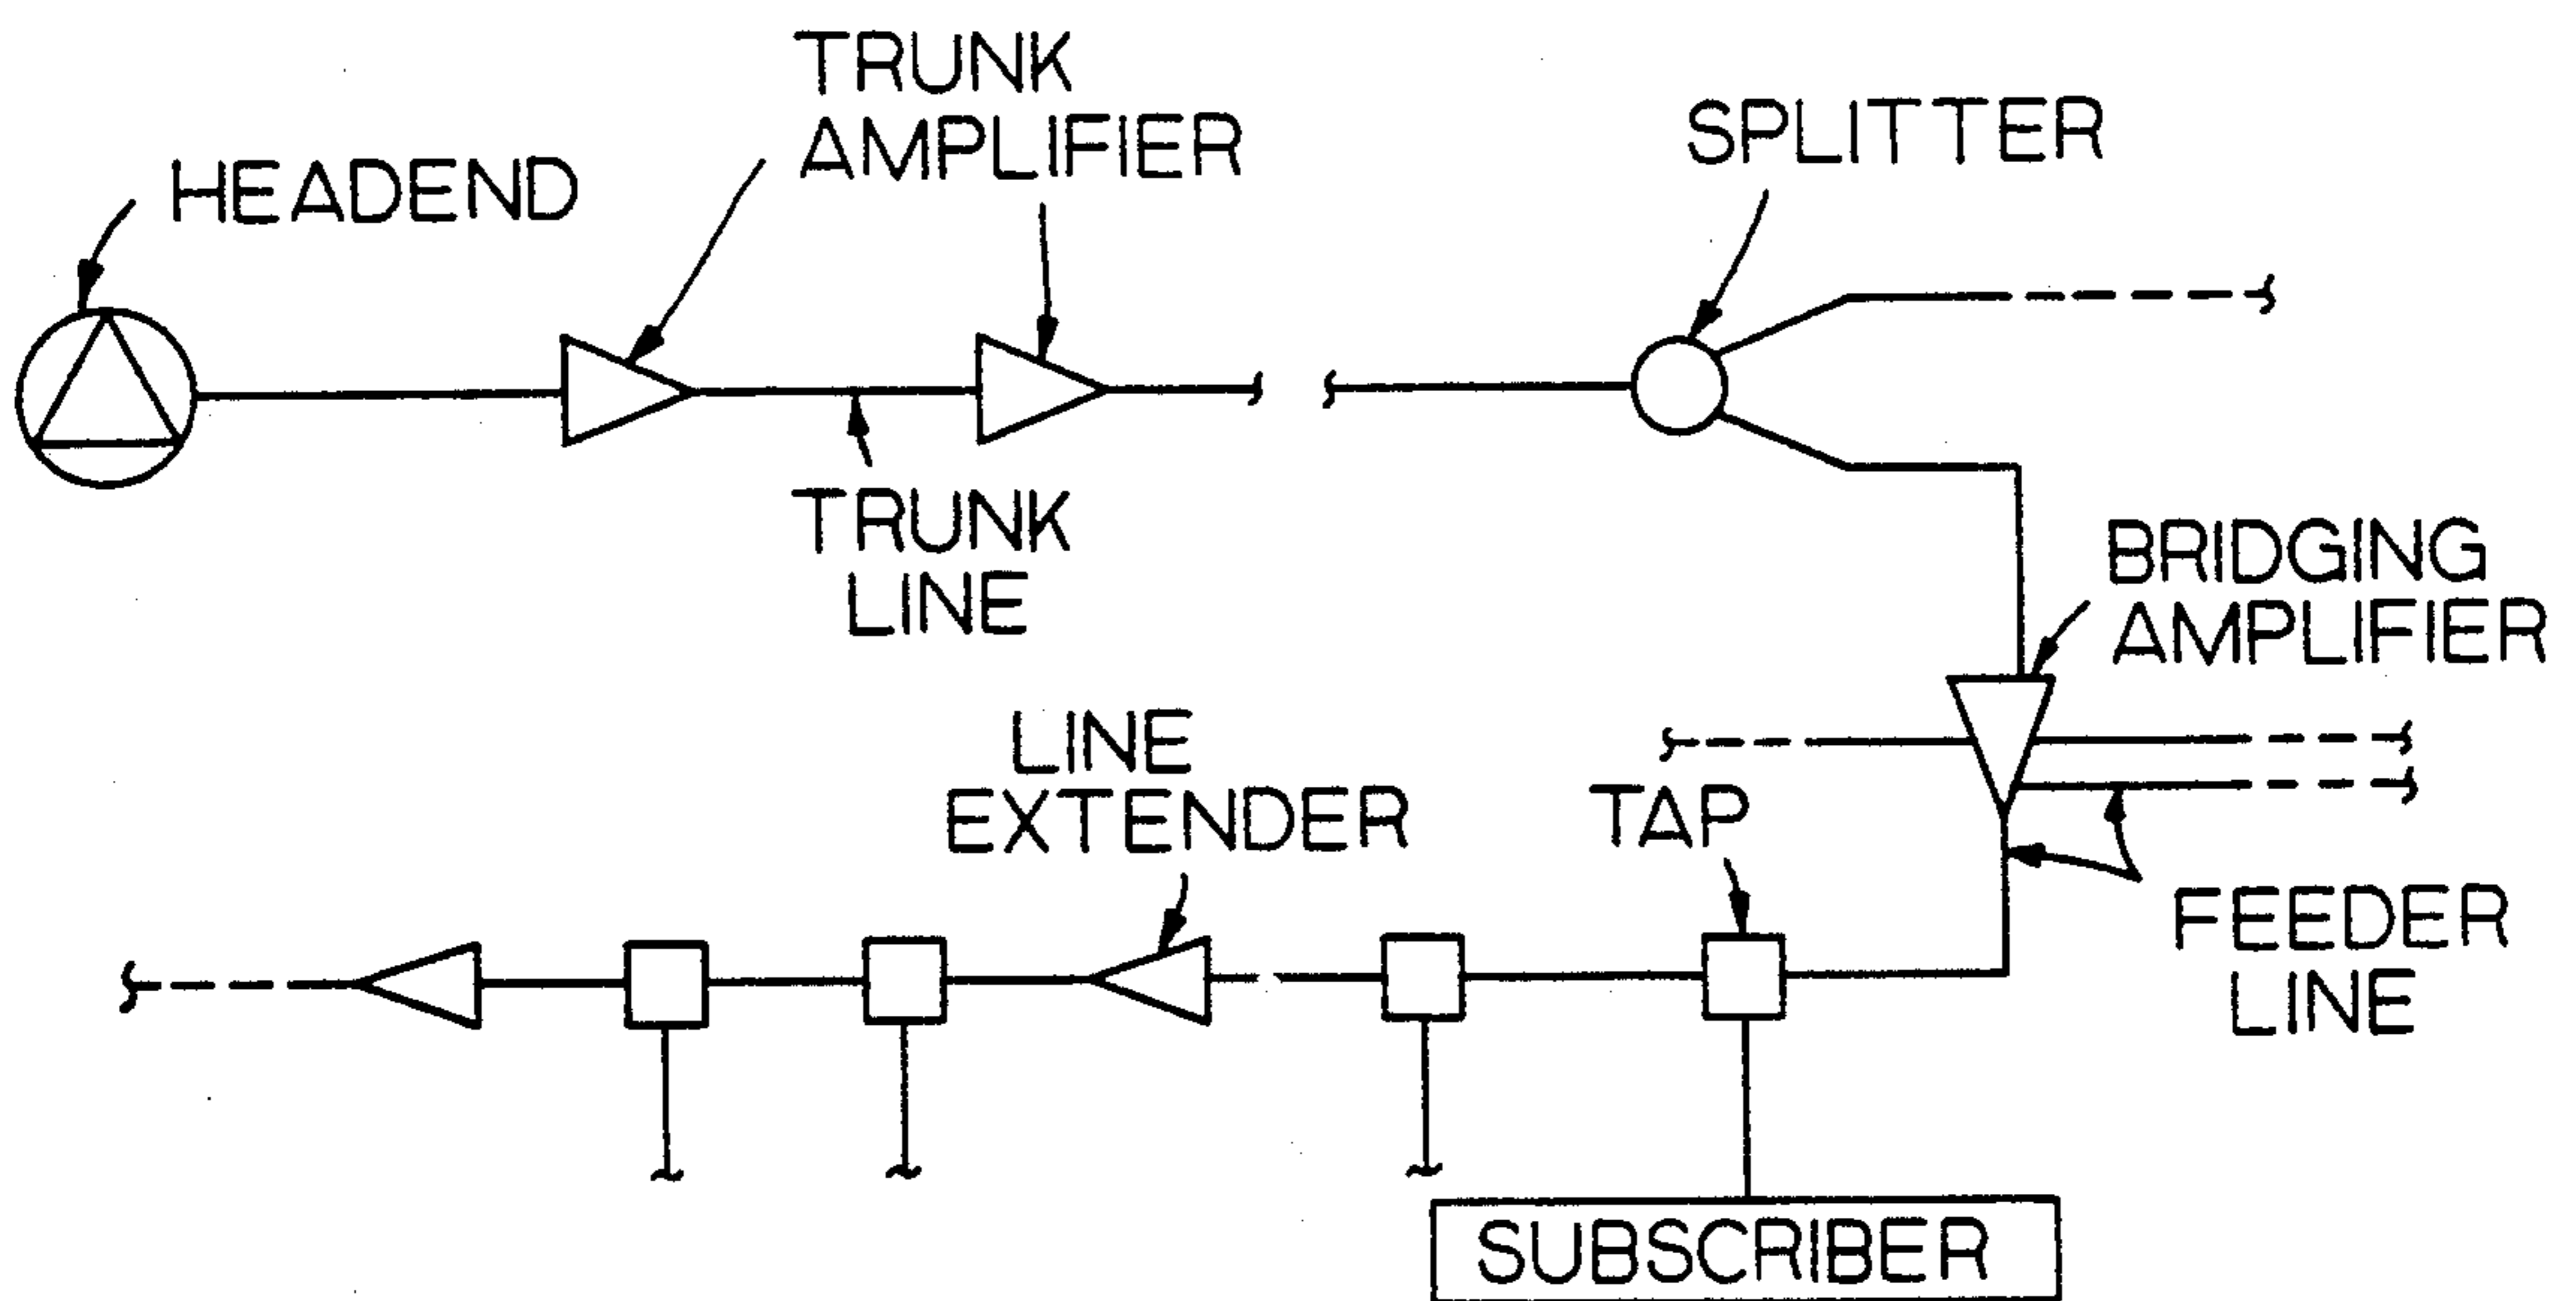 TRUNK
AMPLIFIER
HEADEND
SPLITTER
TRUNK
LINE
BRIDGING
AMPLIFIER
LINE
EXTENDER
TAP
FEEDER
LINE
SUBSCRIBER